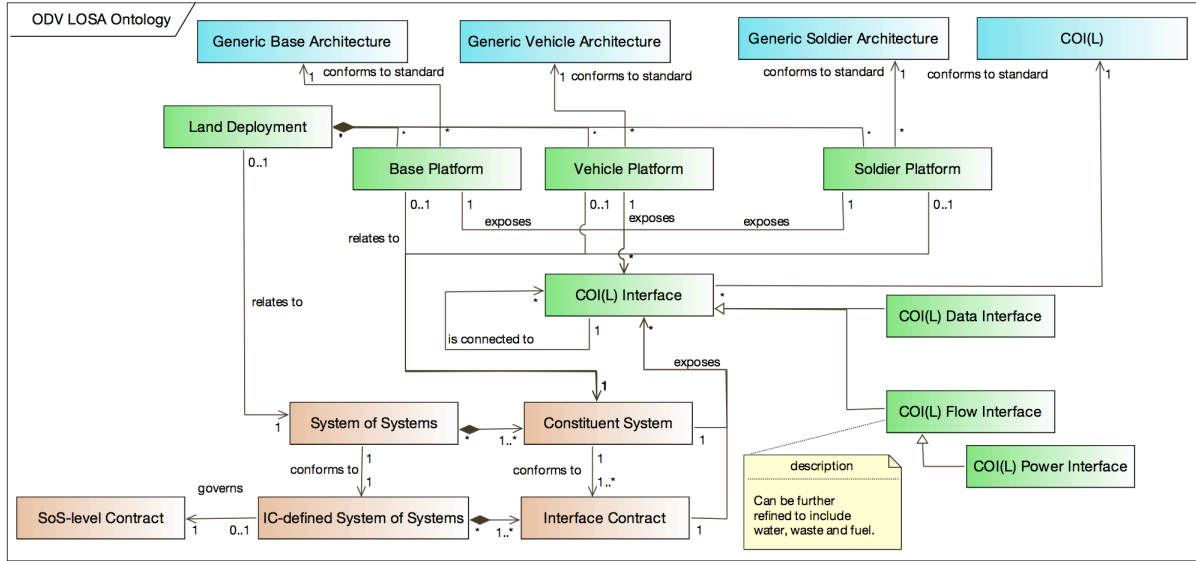 ODV LOSA Ontology
Generic Base Architecture
Generic Vehicle Architecture
Generic Soldier Architecture
COI(L)
1
conforms to standard
1
conforms to standard
conforms to standard
1
conforms to standard
1
Land Deployment
*
*
*
*
*
*
*
0..1
Base Platform
Vehicle Platform
Soldier Platform
0..1
1
0..1
1
1
0..1
exposes
exposes
exposes
relates to
*
COI(L) Interface
*
*
1
*
relates to
is connected to
COI(L) Data Interface
exposes
1
COI(L) Flow Interface
1
System of Systems
*
1..*
Constituent System
1
COI(L) Power Interface
1
conforms to
1
1
conforms to
1..*
description
Can be further
refined to include
water, waste and fuel.
governs
SoS-level Contract
1
0..1
IC-defined System of Systems
*
1..*
Interface Contract
1